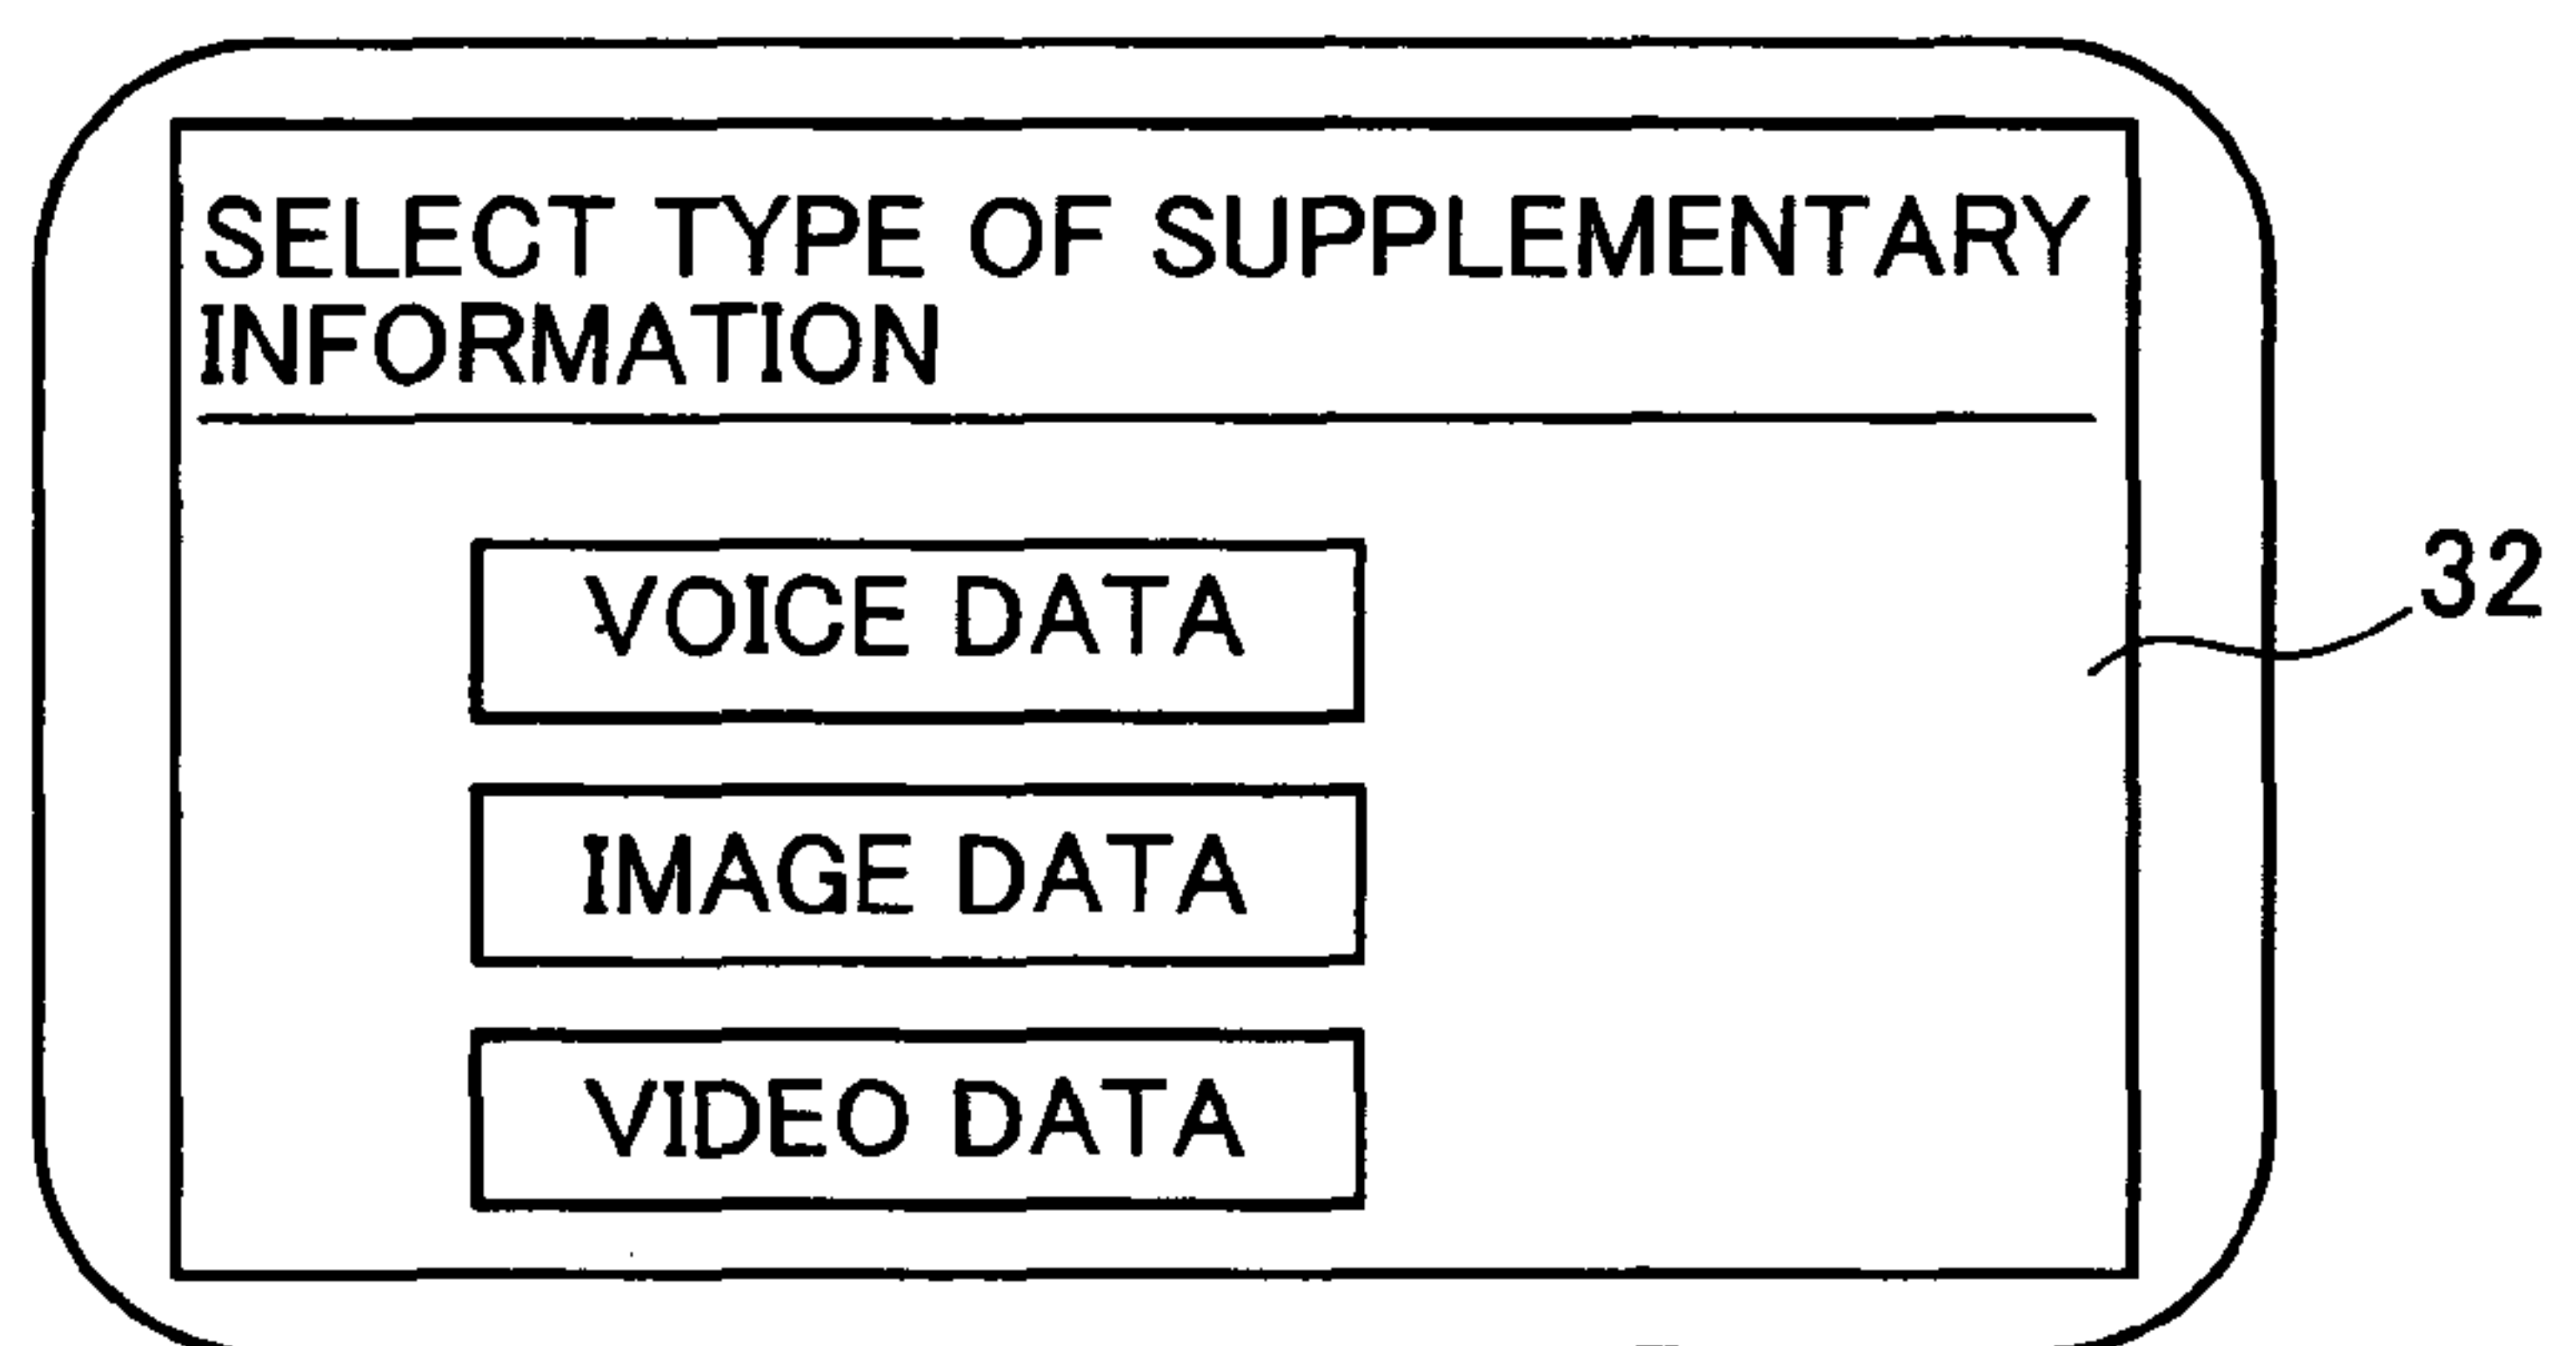 SELECT TYPE OF SUPPLEMENTARY
INFORMATION
VOICE DATA
32
IMAGE DATA
VIDEO DATA